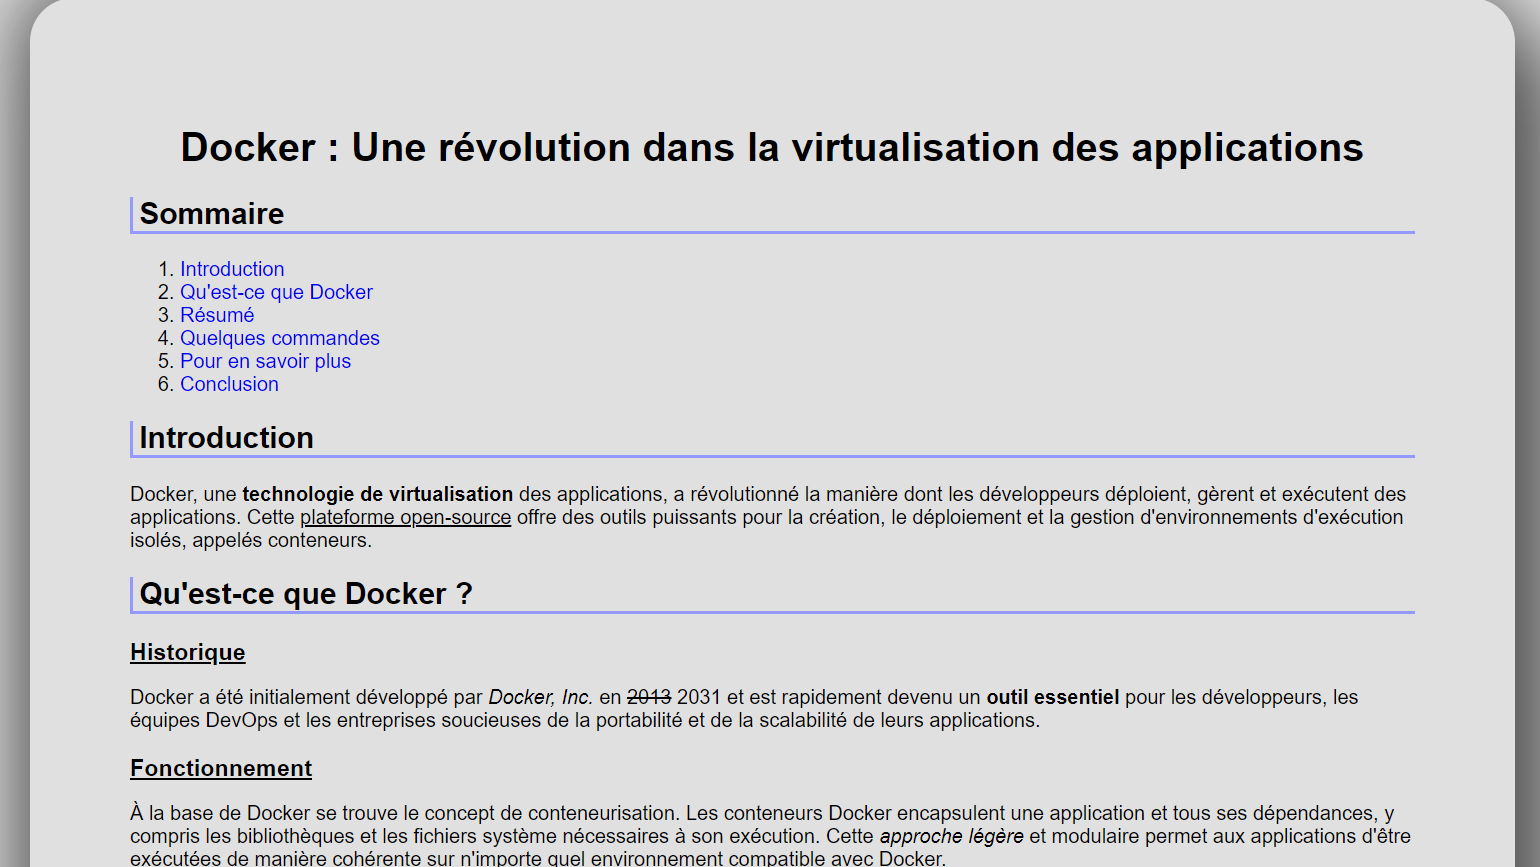 Docker : Une révolution dans la virtualisation des applications
Sommaire
1. Introduction
2. Qu'est-ce que Docker
3. Résumé
4. Quelques commandes
5. Pour en savoir plus
6. Conclusion
Introduction
Docker, une technologie de virtualisation des applications, a révolutionné la manière dont les développeurs déploient, gèrent et exécutent des
applications. Cette plateforme open-source offre des outils puissants pour la création, le déploiement et la gestion d'environnements d'exécution
isolés, appelés conteneurs.
Qu'est-ce que Docker ?
Historique
Docker a été initialement développé par Docker, Inc. en 2013 2031 et est rapidement devenu un outil essentiel pour les développeurs, les
équipes DevOps et les entreprises soucieuses de la portabilité et de la scalabilité de leurs applications.
Fonctionnement
À la base de Docker se trouve le concept de conteneurisation. Les conteneurs Docker encapsulent une application et tous ses dépendances, y
compris les bibliothèques et les fichiers système nécessaires à son exécution. Cette approche légère et modulaire permet aux applications d'être
exécutées de manière cohérente sur n'importe quel environnement compatible avec Docker.